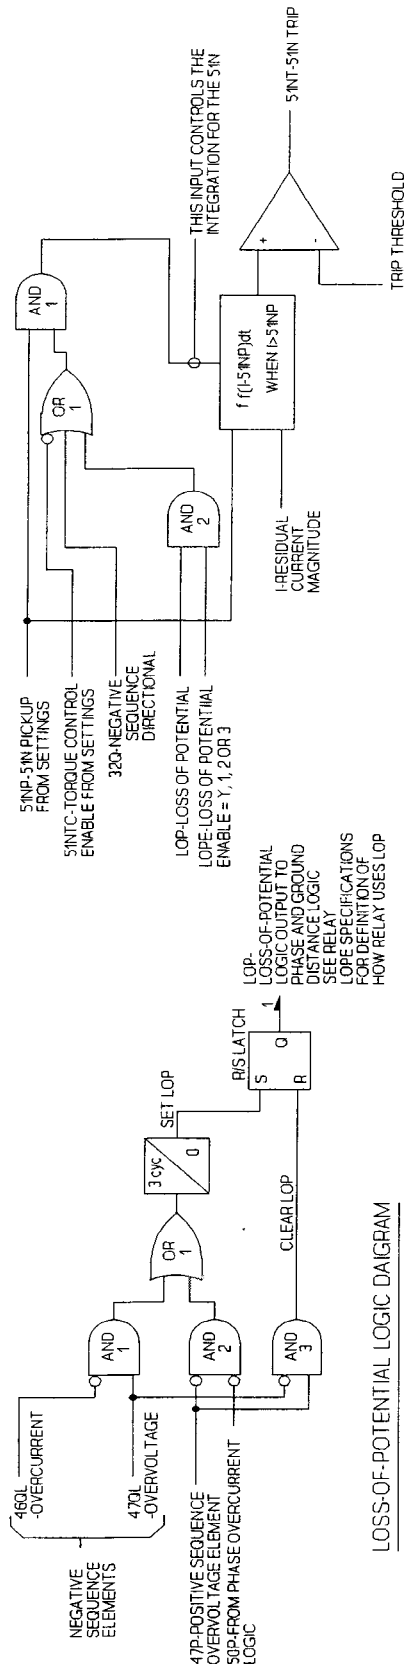 NEGATIVE
SEQUENCE
ELEMENTS
46QL
-OVERCURRENT
47QL
-OVERVOLTAGE
47P-POSITIVE SEQUENCE
OVERVOLTAGE ELEMENT
50P-FROM PHASE OVERCURRENT
LOGIC
AND
1
AND
2
AND
3
OR
1
3 cyc
0
SET LOP
CLEAR LOP
R/S LATCH
S
R
Q
1
LOP-
LOSS-OF-POTENTIAL
LOGIC OUTPUT TO
PHASE AND GROUND
DISTANCE LOGIC
SEE RELAY
LOPE SPECIFICATIONS
FOR DEFINITION OF
HOW RELAY USES LOP
LOSS-OF-POTENTIAL LOGIC DAIGRAM
51NP-51N PICKUP
FROM SETTINGS
51NTC-TORQUE CONTROL
ENABLE FROM SETTINGS
32Q-NEGATIVE
SEQUENCE
DIRECTIONAL
LOP-LOSS OF POTENTIAL
LOPE-LOSS OF POTENTIIAL
ENABLE = Y, 1, 2 OR 3
AND
1
OR
1
AND
2
I-RESIDUAL
CURRENT
MAGNITUDE
f f(I-51NP)dt
WHEN I>51NP
THIS INPUT CONTROLS THE
INTEGRATION FOR THE 51N
+
-
51NT-51N TRIP
TRIP THRESHOLD